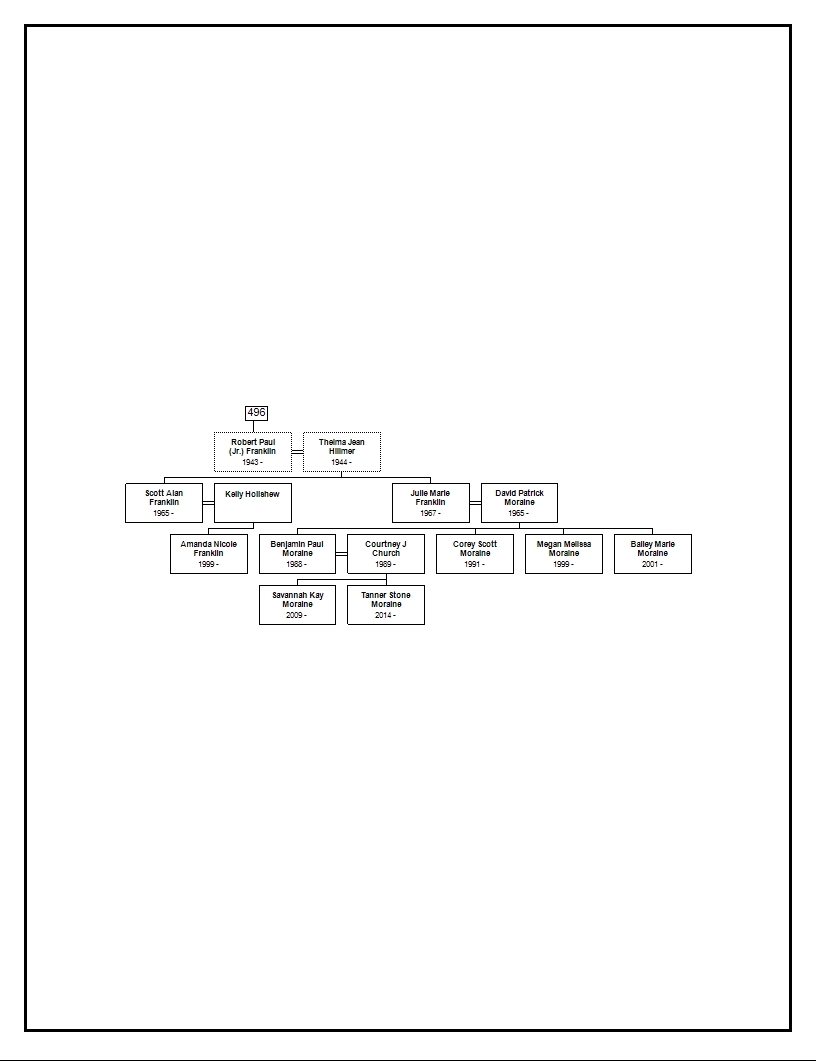 496
Robert Paul
(Jr.) Franklin
1943 -
Thelma Jean
Hillmer
1944 -
Scott Alan
Franklin
1965 -
Kelly Hollshew
Julie Marie
Franklin
1967 -
David Patrick
Moraine
1965 -
Amanda Nicole
Franklin
1999 -
Benjamin Paul
Moraine
1988 -
Courtney J
Church
1989 -
Corey Scott
Moraine
1991 -
Megan Melissa
Moraine
1999 -
Bailey Marie
Moraine
2001 -
Savannah Kay
Moraine
2009 -
Tanner Stone
Moraine
2014 -